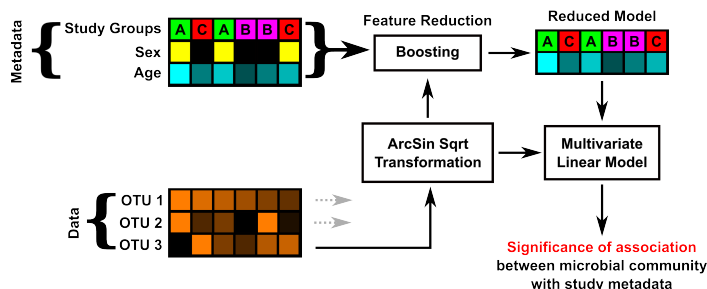 Metadata
Study Groups
A C A B B C
Sex
Age
Feature Reduction
Boosting
Reduced Model
A C A B B C
ArcSin Sqrt
Transformation
Multivariate
Linear Model
Data
OTU 1
OTU 2
OTU 3
Significance of association
between microbial community
with study metadata